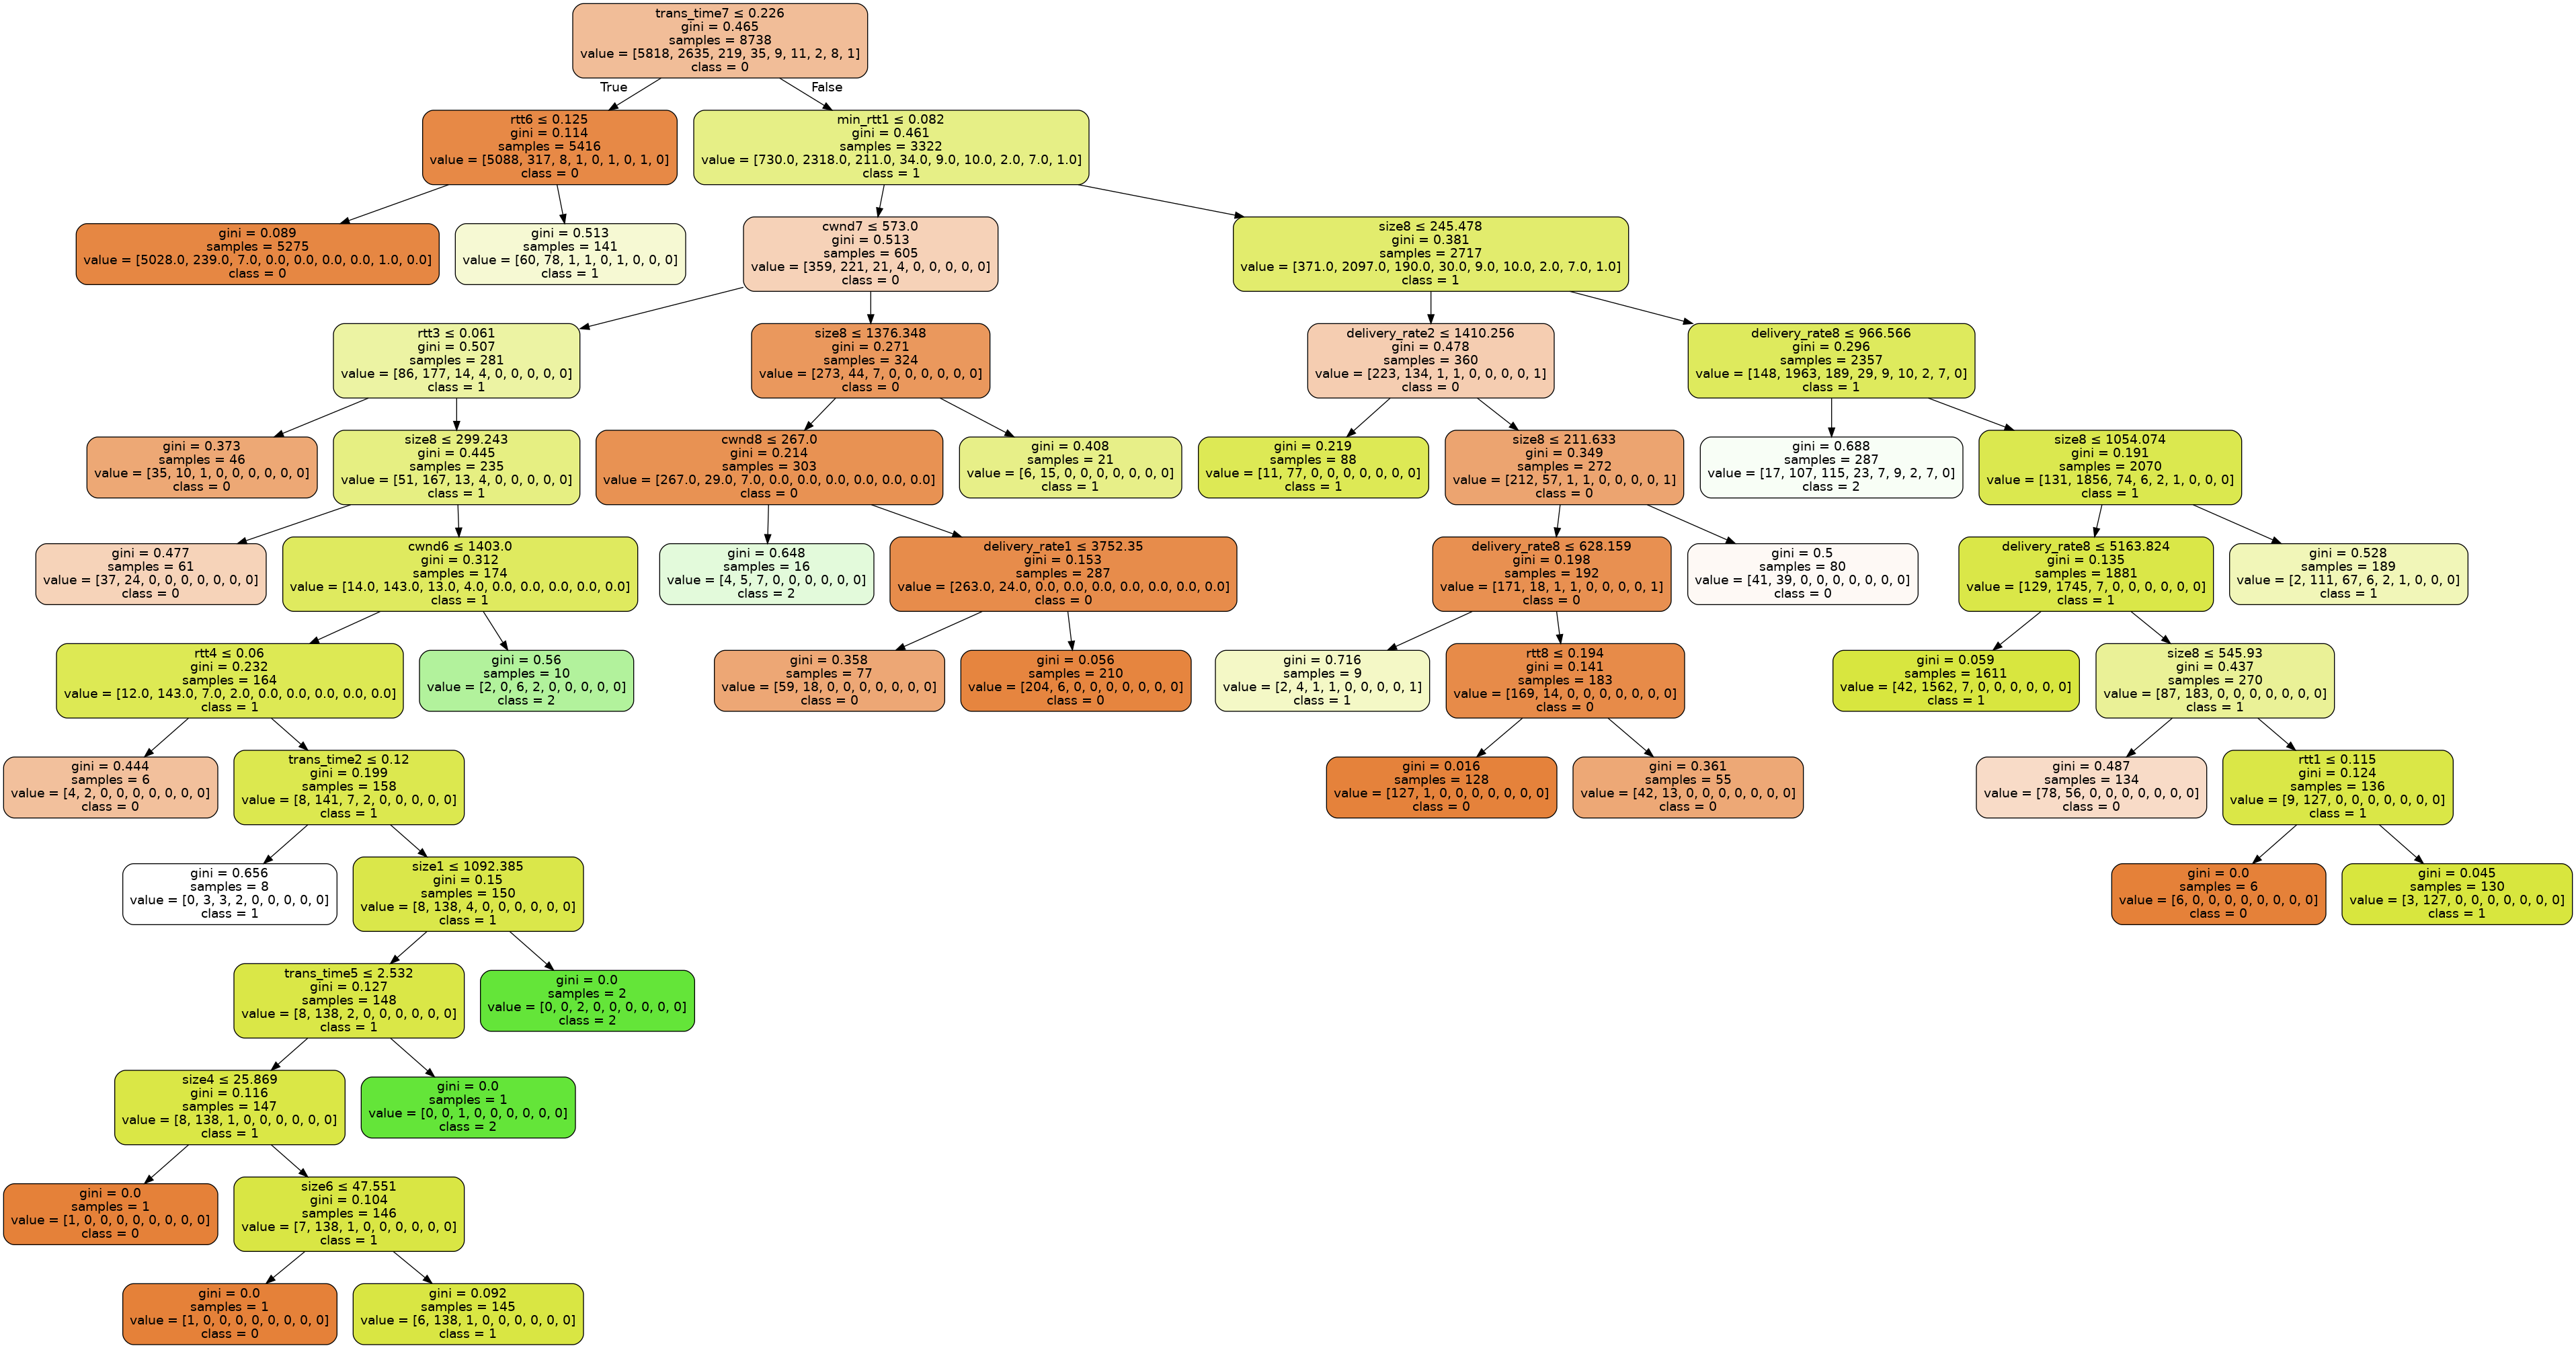 trans_time7 ≤ 0.226
gini = 0.465
samples = 8738
value = [5818, 2635, 219, 35, 9, 11, 2, 8, 1]
class = 0
True
False
rtt6 ≤ 0.125
gini = 0.114
samples = 5416
value = [5088, 317, 8, 1, 0, 1, 0, 1, 0]
class = 0
min_rtt1 ≤ 0.082
gini = 0.461
samples = 3322
value = [730.0, 2318.0, 211.0, 34.0, 9.0, 10.0, 2.0, 7.0, 1.0]
class = 1
gini = 0.089
samples = 5275
value = [5028.0, 239.0, 7.0, 0.0, 0.0, 0.0, 0.0, 1.0, 0.0]
class = 0
gini = 0.513
samples = 141
value = [60, 78, 1, 1, 0, 1, 0, 0, 0]
class = 1
cwnd7 ≤ 573.0
gini = 0.513
samples = 605
value = [359, 221, 21, 4, 0, 0, 0, 0, 0]
class = 0
size8 ≤ 245.478
gini = 0.381
samples = 2717
value = [371.0, 2097.0, 190.0, 30.0, 9.0, 10.0, 2.0, 7.0, 1.0]
class = 1
rtt3 ≤ 0.061
gini = 0.507
samples = 281
value = [86, 177, 14, 4, 0, 0, 0, 0, 0]
class = 1
size8 ≤ 1376.348
gini = 0.271
samples = 324
value = [273, 44, 7, 0, 0, 0, 0, 0, 0]
class = 0
delivery_rate2 ≤ 1410.256
gini = 0.478
samples = 360
value = [223, 134, 1, 1, 0, 0, 0, 0, 1]
class = 0
delivery_rate8 ≤ 966.566
gini = 0.296
samples = 2357
value = [148, 1963, 189, 29, 9, 10, 2, 7, 0]
class = 1
gini = 0.373
samples = 46
value = [35, 10, 1, 0, 0, 0, 0, 0, 0]
class = 0
size8 ≤ 299.243
gini = 0.445
samples = 235
value = [51, 167, 13, 4, 0, 0, 0, 0, 0]
class = 1
cwnd8 ≤ 267.0
gini = 0.214
samples = 303
value = [267.0, 29.0, 7.0, 0.0, 0.0, 0.0, 0.0, 0.0, 0.0]
class = 0
gini = 0.408
samples = 21
value = [6, 15, 0, 0, 0, 0, 0, 0, 0]
class = 1
gini = 0.219
samples = 88
value = [11, 77, 0, 0, 0, 0, 0, 0, 0]
class = 1
size8 ≤ 211.633
gini = 0.349
samples = 272
value = [212, 57, 1, 1, 0, 0, 0, 0, 1]
class = 0
gini = 0.688
samples = 287
value = [17, 107, 115, 23, 7, 9, 2, 7, 0]
class = 2
size8 ≤ 1054.074
gini = 0.191
samples = 2070
value = [131, 1856, 74, 6, 2, 1, 0, 0, 0]
class = 1
gini = 0.477
samples = 61
value = [37, 24, 0, 0, 0, 0, 0, 0, 0]
class = 0
cwnd6 ≤ 1403.0
gini = 0.312
samples = 174
value = [14.0, 143.0, 13.0, 4.0, 0.0, 0.0, 0.0, 0.0, 0.0]
class = 1
gini = 0.648
samples = 16
value = [4, 5, 7, 0, 0, 0, 0, 0, 0]
class = 2
delivery_rate1 ≤ 3752.35
gini = 0.153
samples = 287
value = [263.0, 24.0, 0.0, 0.0, 0.0, 0.0, 0.0, 0.0, 0.0]
class = 0
delivery_rate8 ≤ 628.159
gini = 0.198
samples = 192
value = [171, 18, 1, 1, 0, 0, 0, 0, 1]
class = 0
gini = 0.5
samples = 80
value = [41, 39, 0, 0, 0, 0, 0, 0, 0]
class = 0
delivery_rate8 ≤ 5163.824
gini = 0.135
samples = 1881
value = [129, 1745, 7, 0, 0, 0, 0, 0, 0]
class = 1
gini = 0.528
samples = 189
value = [2, 111, 67, 6, 2, 1, 0, 0, 0]
class = 1
rtt4 ≤ 0.06
gini = 0.232
samples = 164
value = [12.0, 143.0, 7.0, 2.0, 0.0, 0.0, 0.0, 0.0, 0.0]
class = 1
gini = 0.56
samples = 10
value = [2, 0, 6, 2, 0, 0, 0, 0, 0]
class = 2
gini = 0.358
samples = 77
value = [59, 18, 0, 0, 0, 0, 0, 0, 0]
class = 0
gini = 0.056
samples = 210
value = [204, 6, 0, 0, 0, 0, 0, 0, 0]
class = 0
gini = 0.716
samples = 9
value = [2, 4, 1, 1, 0, 0, 0, 0, 1]
class = 1
rtt8 ≤ 0.194
gini = 0.141
samples = 183
value = [169, 14, 0, 0, 0, 0, 0, 0, 0]
class = 0
gini = 0.059
samples = 1611
value = [42, 1562, 7, 0, 0, 0, 0, 0, 0]
class = 1
size8 ≤ 545.93
gini = 0.437
samples = 270
value = [87, 183, 0, 0, 0, 0, 0, 0, 0]
class = 1
gini = 0.444
samples = 6
value = [4, 2, 0, 0, 0, 0, 0, 0, 0]
class = 0
trans_time2 ≤ 0.12
gini = 0.199
samples = 158
value = [8, 141, 7, 2, 0, 0, 0, 0, 0]
class = 1
gini = 0.016
samples = 128
value = [127, 1, 0, 0, 0, 0, 0, 0, 0]
class = 0
gini = 0.361
samples = 55
value = [42, 13, 0, 0, 0, 0, 0, 0, 0]
class = 0
gini = 0.487
samples = 134
value = [78, 56, 0, 0, 0, 0, 0, 0, 0]
class = 0
rtt1 ≤ 0.115
gini = 0.124
samples = 136
value = [9, 127, 0, 0, 0, 0, 0, 0, 0]
class = 1
gini = 0.656
samples = 8
value = [0, 3, 3, 2, 0, 0, 0, 0, 0]
class = 1
size1 ≤ 1092.385
gini = 0.15
samples = 150
value = [8, 138, 4, 0, 0, 0, 0, 0, 0]
class = 1
gini = 0.0
samples = 6
value = [6, 0, 0, 0, 0, 0, 0, 0, 0]
class = 0
gini = 0.045
samples = 130
value = [3, 127, 0, 0, 0, 0, 0, 0, 0]
class = 1
trans_time5 ≤ 2.532
gini = 0.127
samples = 148
value = [8, 138, 2, 0, 0, 0, 0, 0, 0]
class = 1
gini = 0.0
samples = 2
value = [0, 0, 2, 0, 0, 0, 0, 0, 0]
class = 2
size4 ≤ 25.869
gini = 0.116
samples = 147
value = [8, 138, 1, 0, 0, 0, 0, 0, 0]
class = 1
gini = 0.0
samples = 1
value = [0, 0, 1, 0, 0, 0, 0, 0, 0]
class = 2
gini = 0.0
samples = 1
value = [1, 0, 0, 0, 0, 0, 0, 0, 0]
class = 0
size6 ≤ 47.551
gini = 0.104
samples = 146
value = [7, 138, 1, 0, 0, 0, 0, 0, 0]
class = 1
gini = 0.0
samples = 1
value = [1, 0, 0, 0, 0, 0, 0, 0, 0]
class = 0
gini = 0.092
samples = 145
value = [6, 138, 1, 0, 0, 0, 0, 0, 0]
class = 1